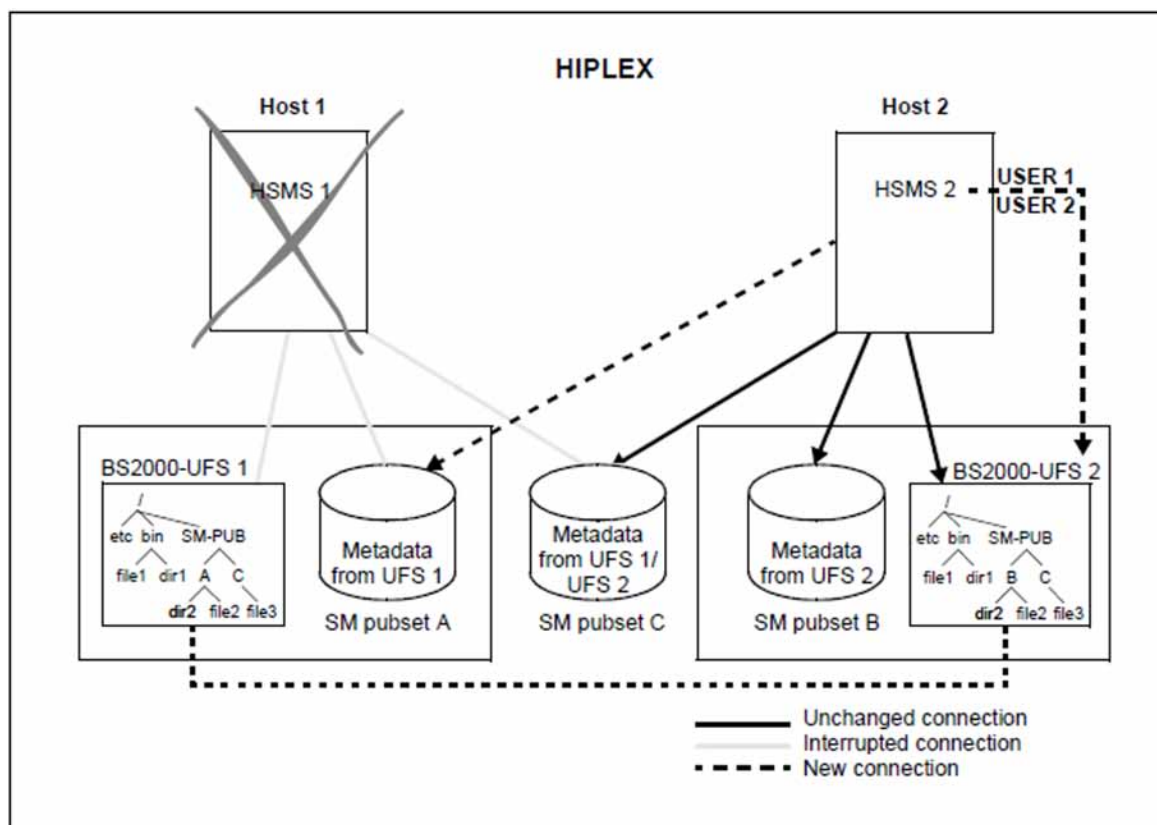 HIPLEX
Host 1
Host 2
HSMS 1
HSMS 2
USER 1
USER 2
BS2000-UFS 1
/
etc bin SM-PUB
file1 dir1 A C
dir2 file2 file3
Metadata
from UFS 1
SM pubset A
Metadata
from UFS 1/
UFS 2
SM pubset C
Metadata
from UFS 2
SM pubset B
BS2000-UFS 2
/
etc bin SM-PUB
file1 dir1 B C
dir2 file2 file3
Unchanged connection
Interrupted connection
New connection